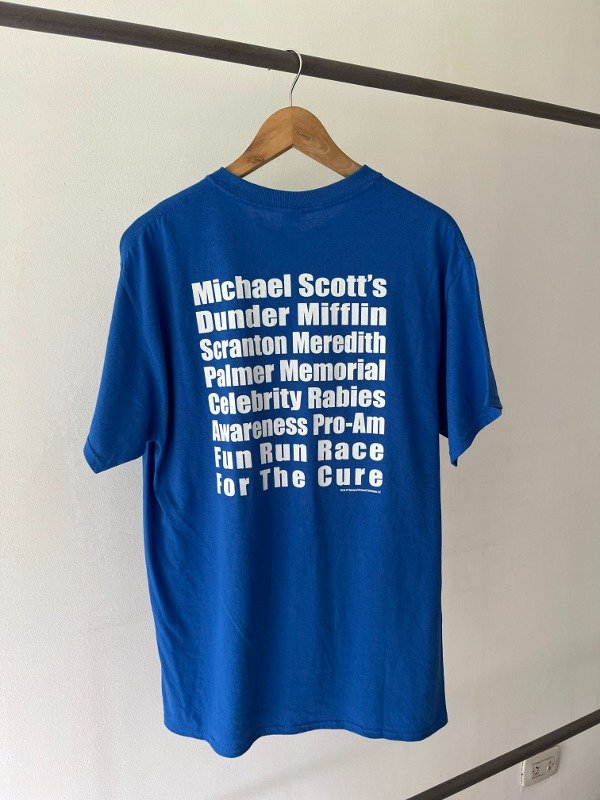 Michael Scott's
Dunder Mifflin
Scranton Meredith
Palmer Memorial
Celebrity Rabies
Awareness Pro-Am
Fun Run Race
For The Cure